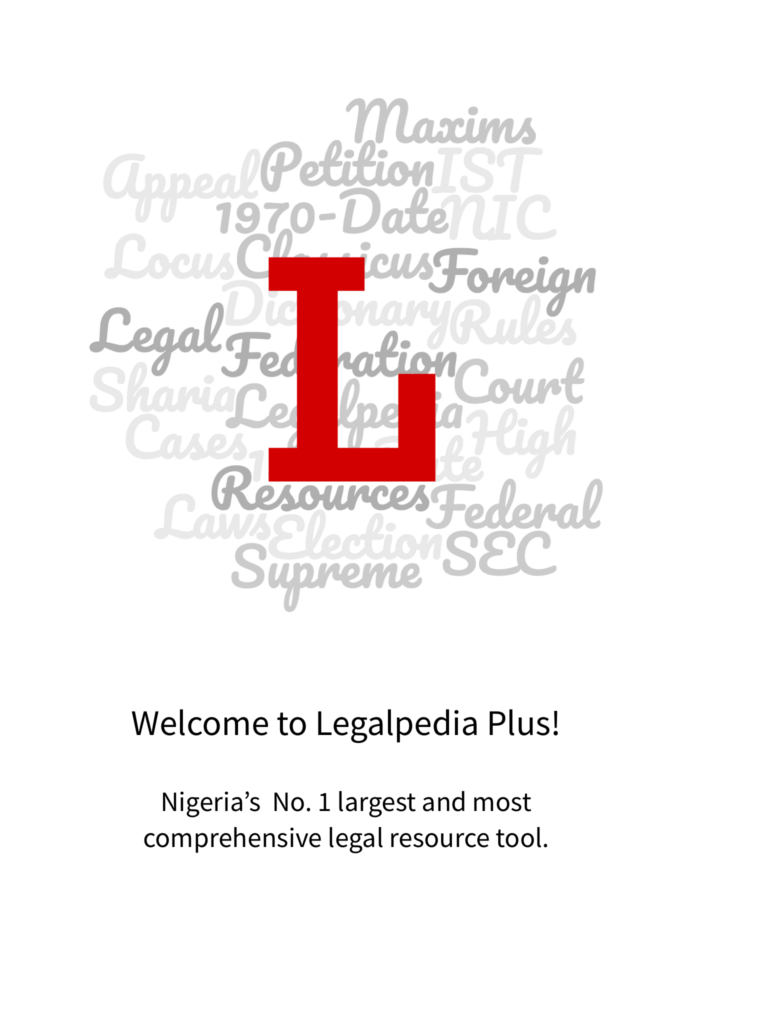 Maxims
Appeal Petition IST
1970-Date NIC
Locus Classicus Foreign
Dictionary Rules
Legal Federation
Sharia Legalpedia Court
Cases High
L
Resources Federal
Laws Election SEC
Supreme
Welcome to Legalpedia Plus!
Nigeria’s  No. 1 largest and most
comprehensive legal resource tool.